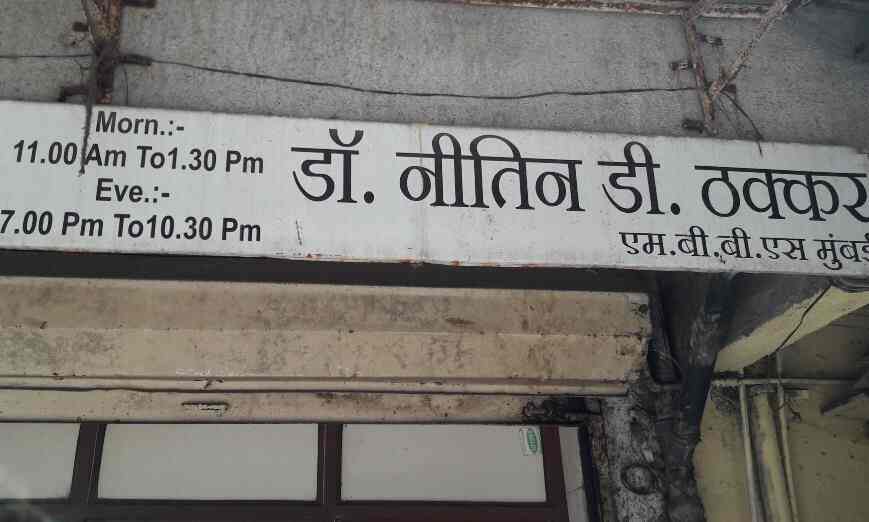 Morn.:-
11.00 Am To1.30 Pm
Eve.:-
7.00 Pm To10.30 Pm
डॉ. नीतिन डी. ठक्कर
एम.बी.बी.एस मुंबई